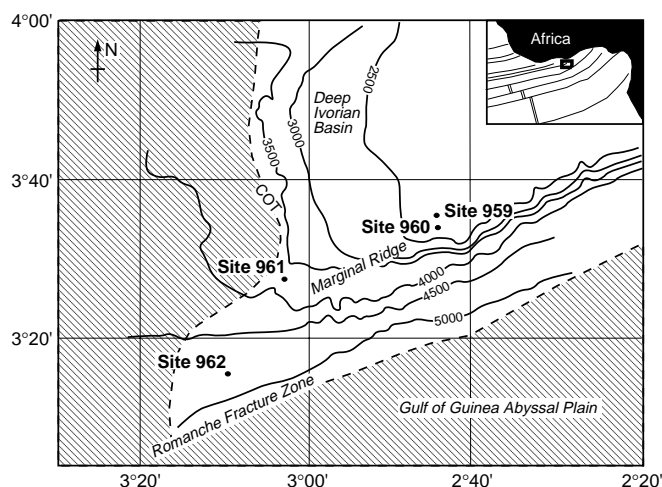 4°00'
N
Africa
2500
Deep
Ivorian
Basin
3000
3500
3°40'
COT
Site 959
Site 960
Marginal Ridge
Site 961
4000
4500
5000
3°20'
Site 962
Romanche Fracture Zone
Gulf of Guinea Abyssal Plain
3°20'
3°00'
2°40'
2°20'